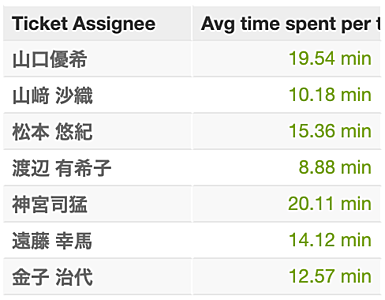 Ticket Assignee Avg time spent per t
山口優希 19.54 min
山﨑 沙織 10.18 min
松本 悠紀 15.36 min
渡辺 有希子 8.88 min
神宮司猛 20.11 min
遠藤 幸馬 14.12 min
金子 治代 12.57 min